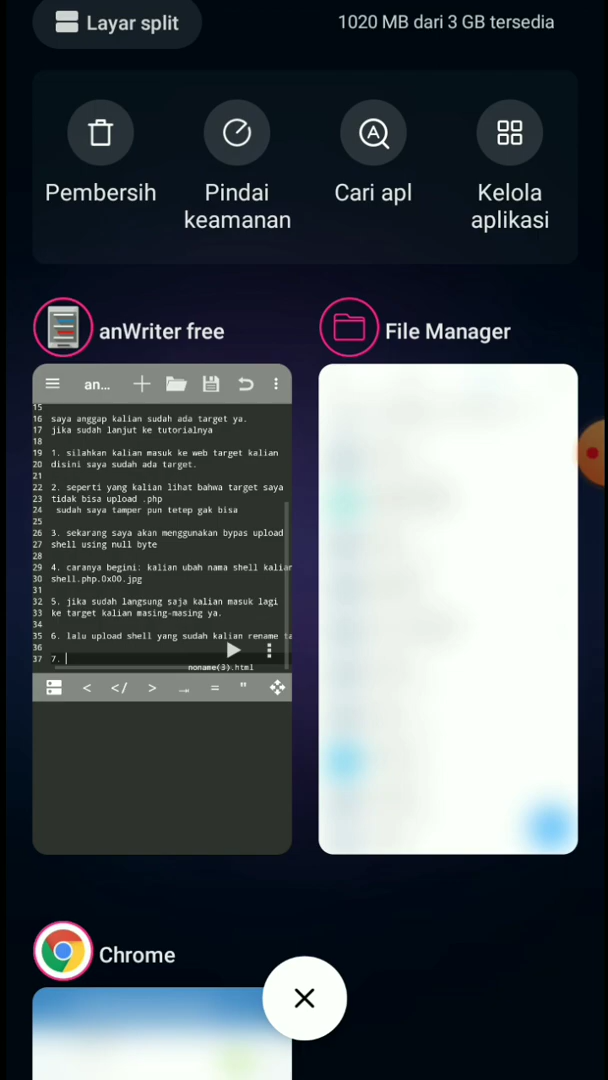 Layar split
1020 MB dari 3 GB tersedia
Pembersih
Pindai
keamanan
Cari apl
Kelola
aplikasi
anWriter free
File Manager
an...
15
16 saya anggap kalian sudah ada target ya.
17 jika sudah lanjut ke tutorialnya
18
19 1. silahkan kalian masuk ke web target kalian
20 disini saya sudah ada target.
21
22 2. seperti yang kalian lihat bahwa target saya
23 tidak bisa upload .php
24 sudah saya tamper pun tetep gak bisa
25
26 3. sekarang saya akan menggunakan bypas upload
27 shell using null byte
28
29 4. caranya begini: kalian ubah nama shell kalian
30 shell.php.0x00.jpg
31
32 5. jika sudah langsung saja kalian masuk lagi
33 ke target kalian masing-masing ya.
34
35 6. lalu upload shell yang sudah kalian rename ta
36
37 7.
noname(3).html
< </ > → = "
Chrome